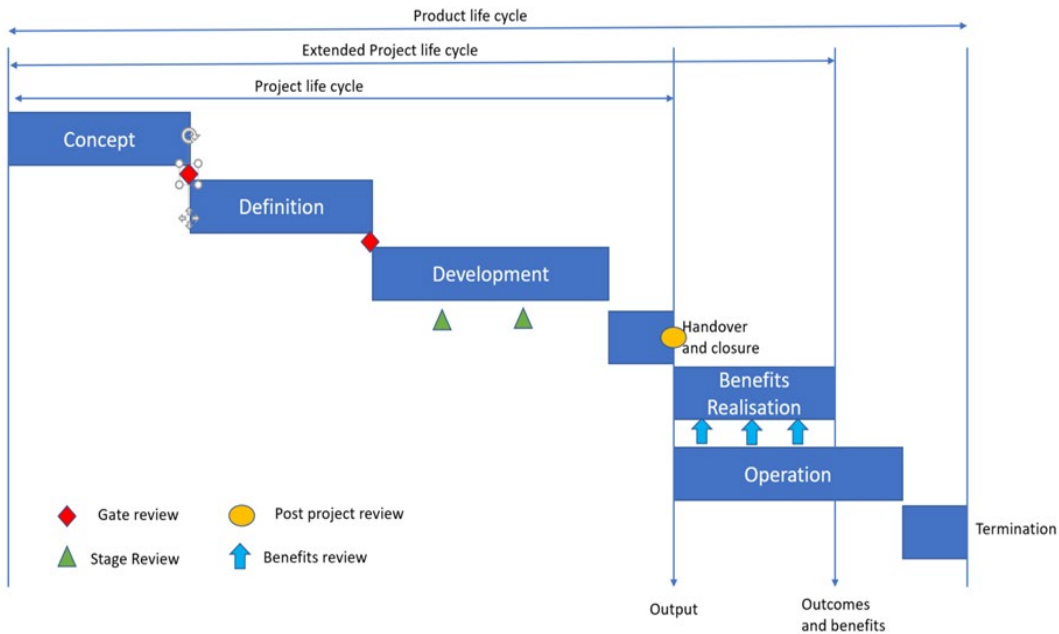 Product life cycle
Extended Project life cycle
Project life cycle
Concept
Definition
Development
Handover
and closure
Benefits
Realisation
Operation
Termination
Gate review
Post project review
Stage Review
Benefits review
Output
Outcomes
and benefits